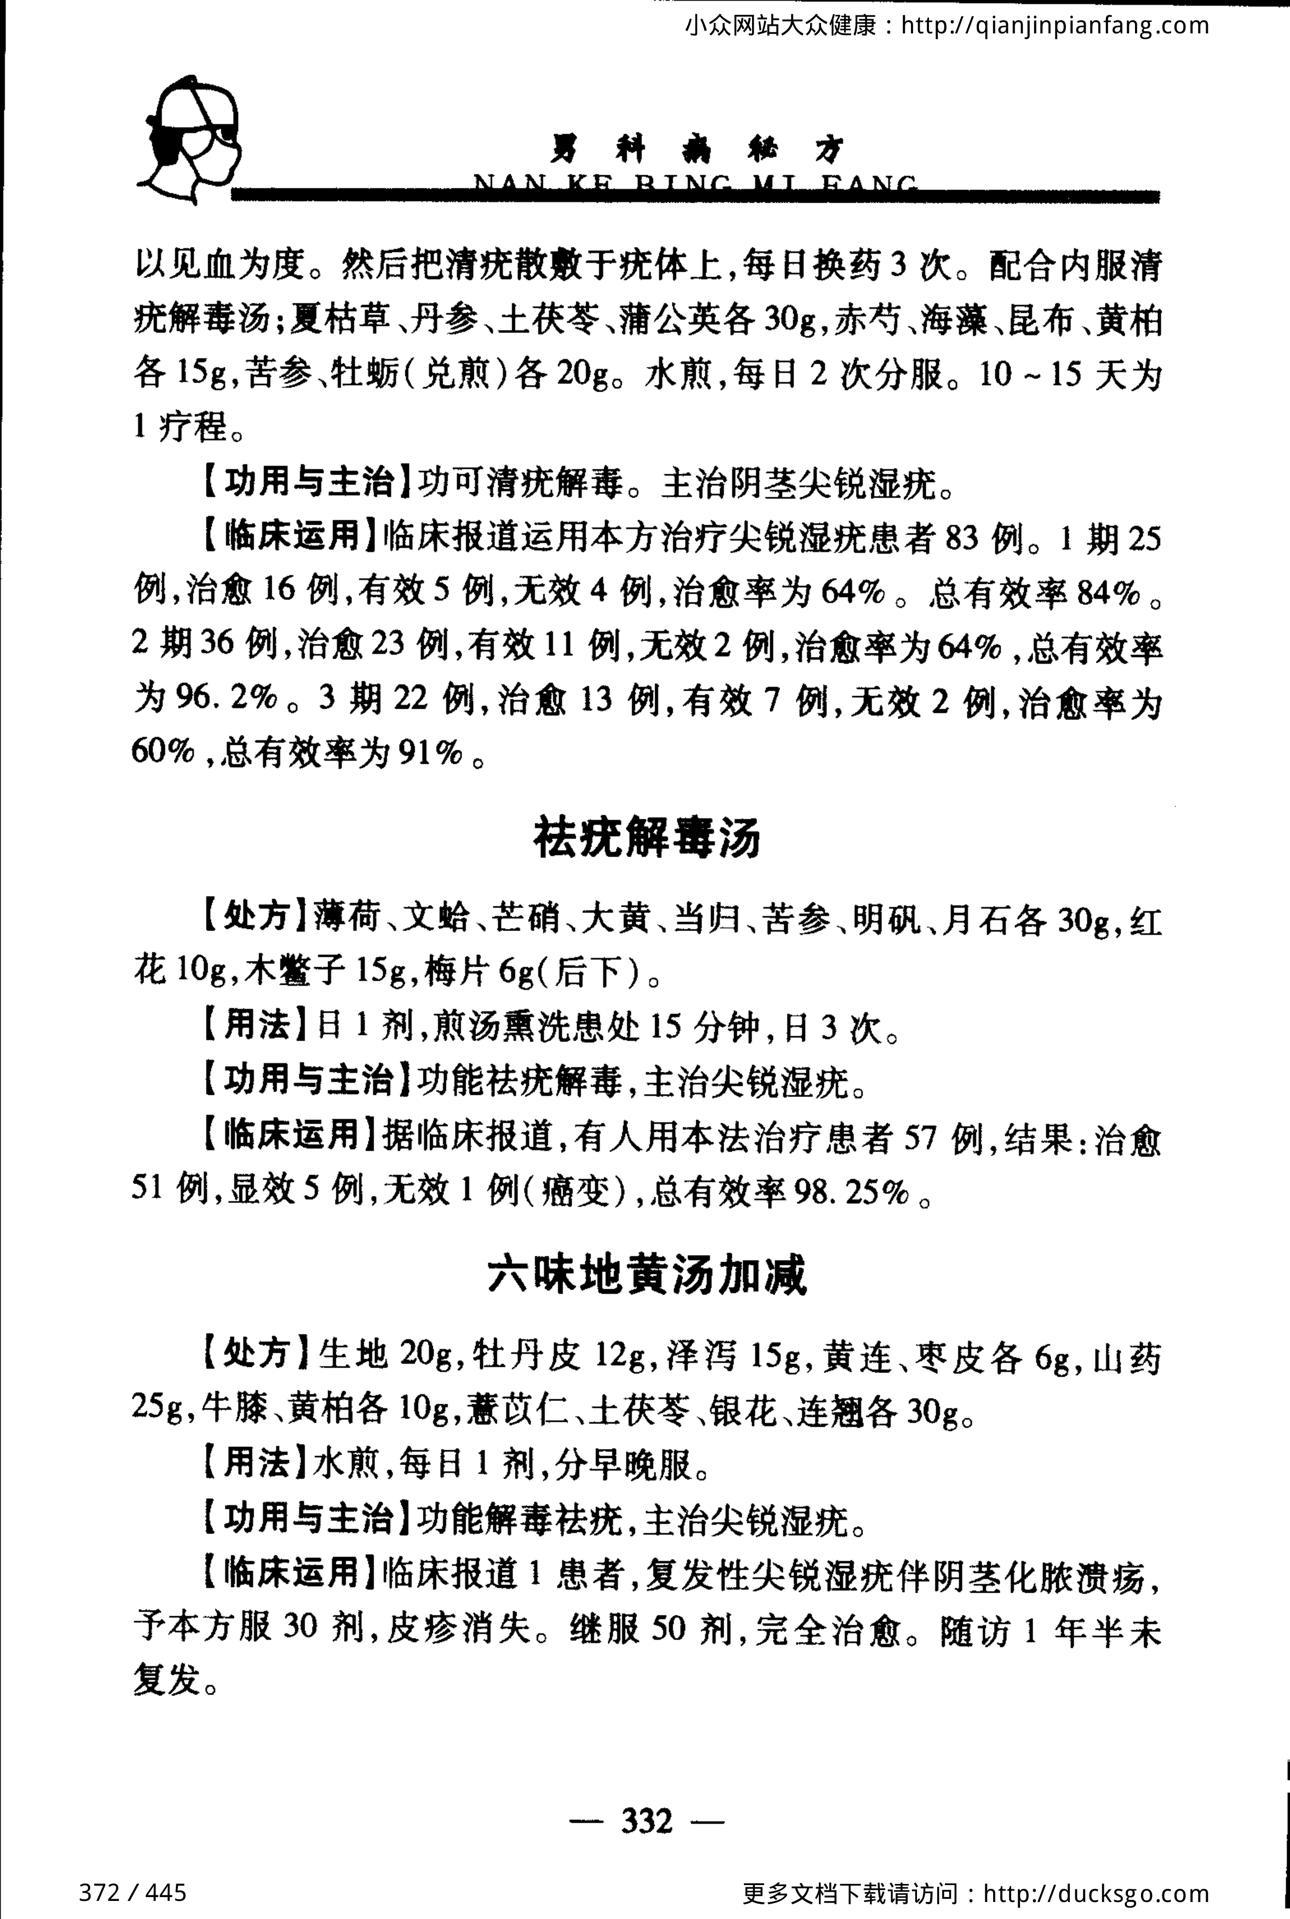 小众网站大众健康：http://qianjinpianfang.com
男科病秘方
NAN KE BING MI FANG
以见血为度。然后把清疣散敷于疣体上,每日换药3次。配合内服清
疣解毒汤;夏枯草、丹参、土茯苓、蒲公英各30g,赤芍、海藻、昆布、黄柏
各15g,苦参、牡蛎(兑煎)各20g。水煎,每日2次分服。10~15天为
1疗程。
【功用与主治】功可清疣解毒。主治阴茎尖锐湿疣。
【临床运用】临床报道运用本方治疗尖锐湿疣患者83例。1期25
例,治愈16例,有效5例,无效4例,治愈率为64%。总有效率84%。
2期36例,治愈23例,有效11例,无效2例,治愈率为64%,总有效率
为96.2%。3期22例,治愈13例,有效7例,无效2例,治愈率为
60%,总有效率为91%。
祛疣解毒汤
【处方】薄荷、文蛤、芒硝、大黄、当归、苦参、明矾、月石各30g,红
花10g,木鳖子15g,梅片6g(后下)。
【用法】日1剂,煎汤熏洗患处15分钟,日3次。
【功用与主治】功能祛疣解毒,主治尖锐湿疣。
【临床运用】据临床报道,有人用本法治疗患者57例,结果:治愈
51例,显效5例,无效1例(癌变),总有效率98.25%。
六味地黄汤加减
【处方】生地20g,牡丹皮12g,泽泻15g,黄连、枣皮各6g,山药
25g,牛膝、黄柏各10g,薏苡仁、土茯苓、银花、连翘各30g。
【用法】水煎,每日1剂,分早晚服。
【功用与主治】功能解毒祛疣,主治尖锐湿疣。
【临床运用】临床报道1患者,复发性尖锐湿疣伴阴茎化脓溃疡,
予本方服30剂,皮疹消失。继服50剂,完全治愈。随访1年半未
复发。
— 332 —
372 / 445
更多文档下载请访问：http://ducksgo.com